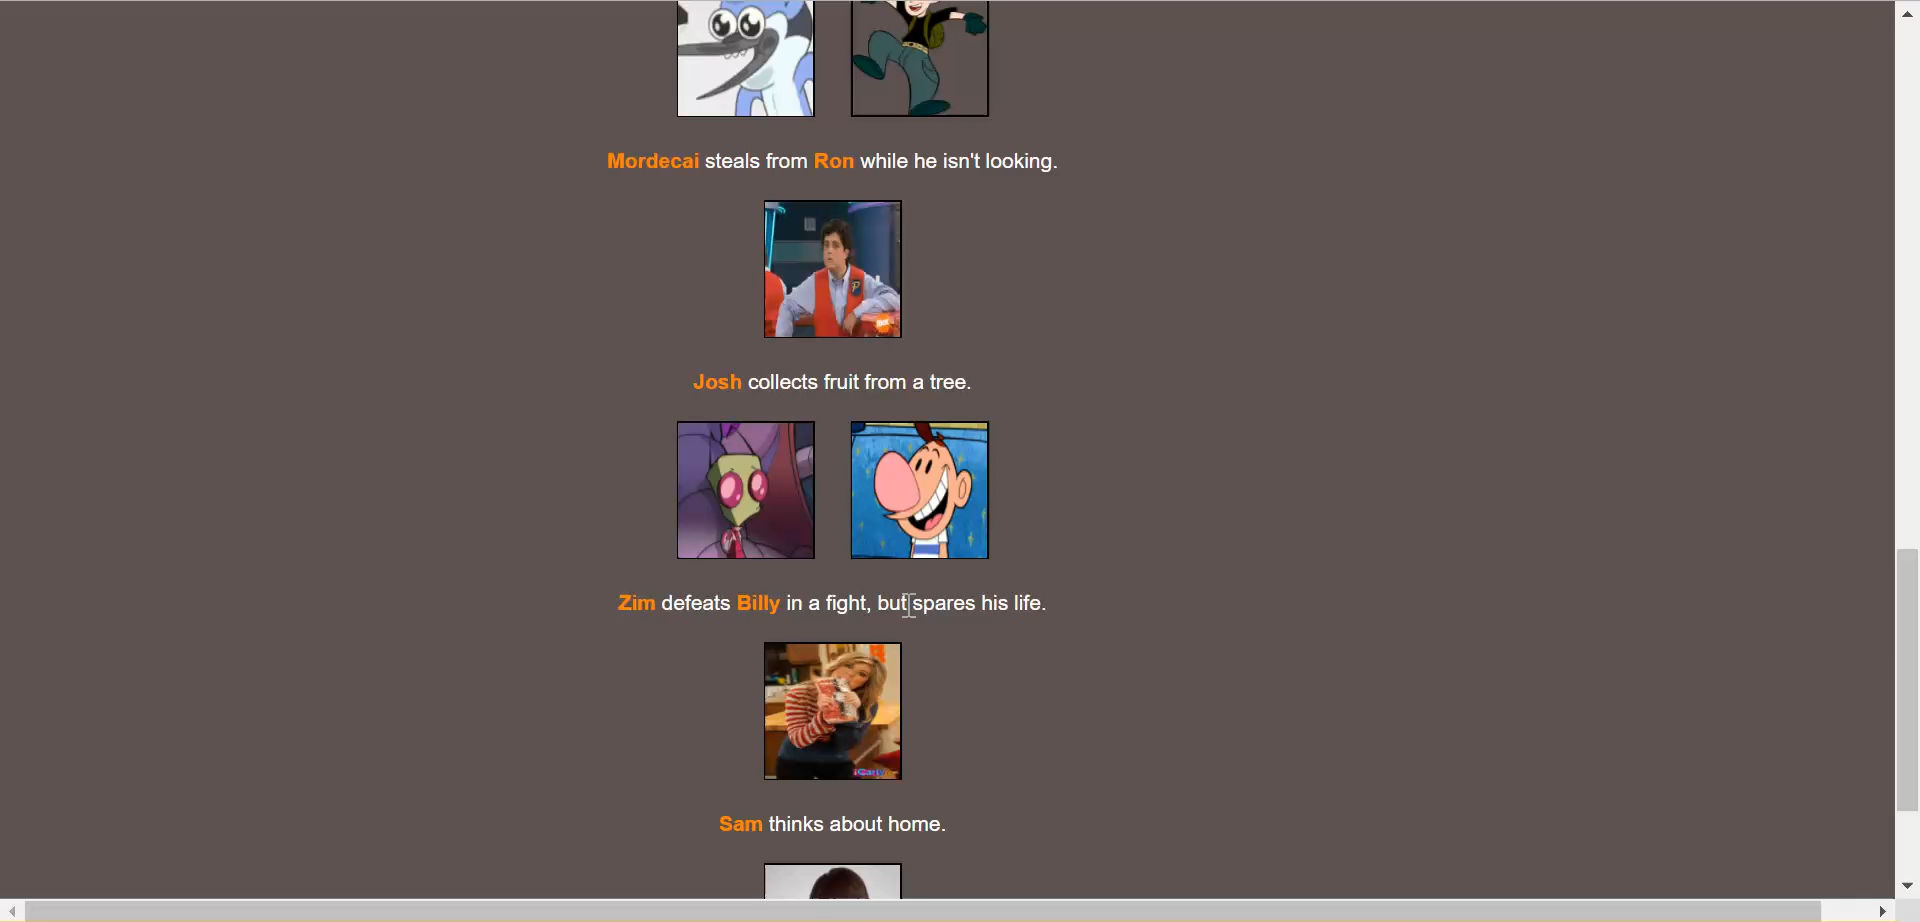 Mordecai steals from Ron while he isn't looking.
P
Josh collects fruit from a tree.
Zim defeats Billy in a fight, but spares his life.
iCarly
Sam thinks about home.